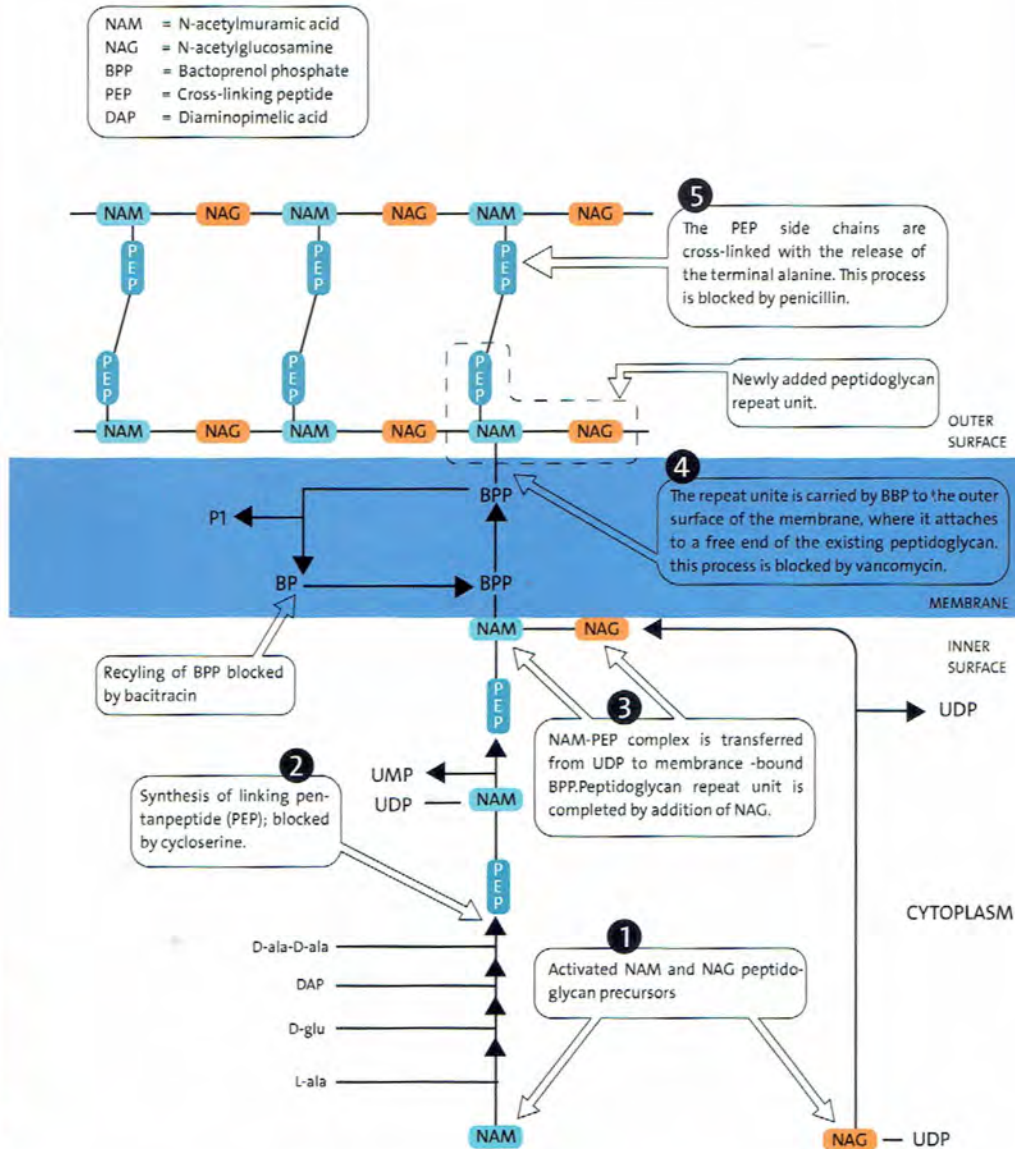 NAM = N-acetylmuramic acid
NAG = N-acetylglucosamine
BPP = Bactoprenol phosphate
PEP = Cross-linking peptide
DAP = Diaminopimelic acid
NAM NAG NAM NAG NAM NAG
PEP PEP PEP
5
The PEP side chains are
cross-linked with the release of
the terminal alanine. This process
is blocked by penicillin.
PEP PEP PEP
Newly added peptidoglycan
repeat unit.
NAM NAG NAM NAG NAM NAG
OUTER
SURFACE
4
The repeat unite is carried by BBP to the outer
surface of the membrane, where it attaches
to a free end of the existing peptidoglycan.
this process is blocked by vancomycin.
BPP
P1
BP BPP
MEMBRANE
NAM NAG
INNER
SURFACE
Recyling of BPP blocked
by bacitracin
PEP
3
NAM-PEP complex is transferred
from UDP to membrance -bound
BPP.Peptidoglycan repeat unit is
completed by addition of NAG.
UDP
UMP
UDP NAM
2
Synthesis of linking pen-
tanpeptide (PEP); blocked
by cycloserine.
PEP
CYTOPLASM
D-ala-D-ala
DAP
D-glu
L-ala
1
Activated NAM and NAG peptido-
glycan precursors
NAM NAG UDP